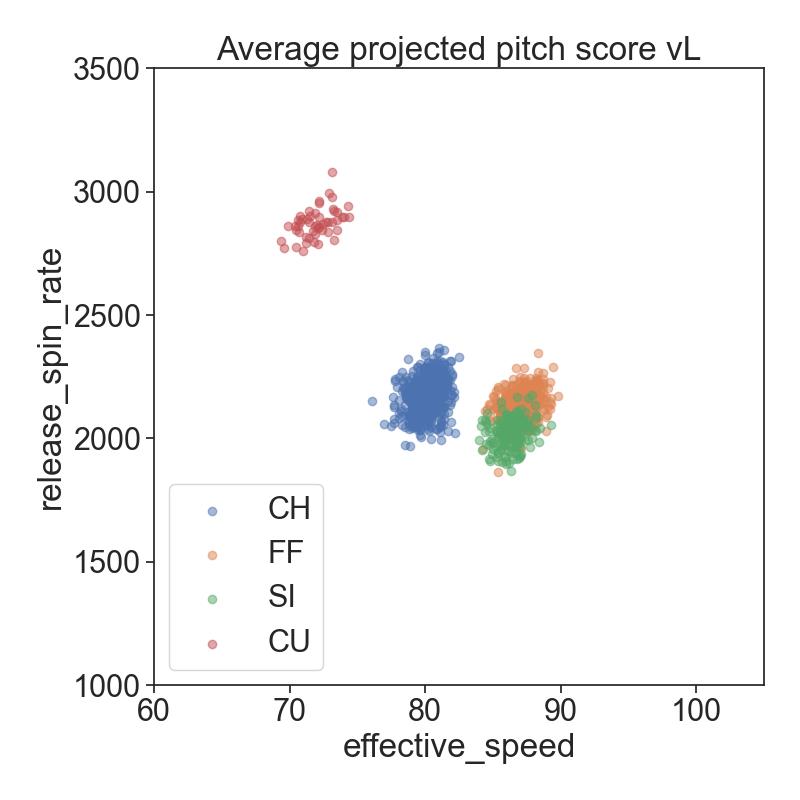 Average projected pitch score vL
3500
3000
2500
2000
1500
1000
release_spin_rate
CH
FF
SI
CU
60 70 80 90 100
effective_speed